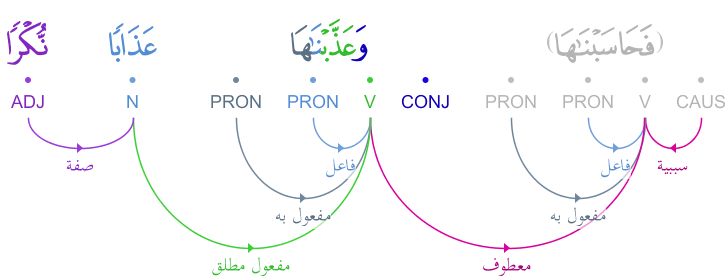 (فَحَاسَبْنَـٰهَا) وَعَذَّبْنَـٰهَا عَذَابًا نُّكْرًا
ADJ N PRON PRON V CONJ PRON PRON V CAUS
سببية فاعل فاعل صفة
مفعول به مفعول به
معطوف مفعول مطلق